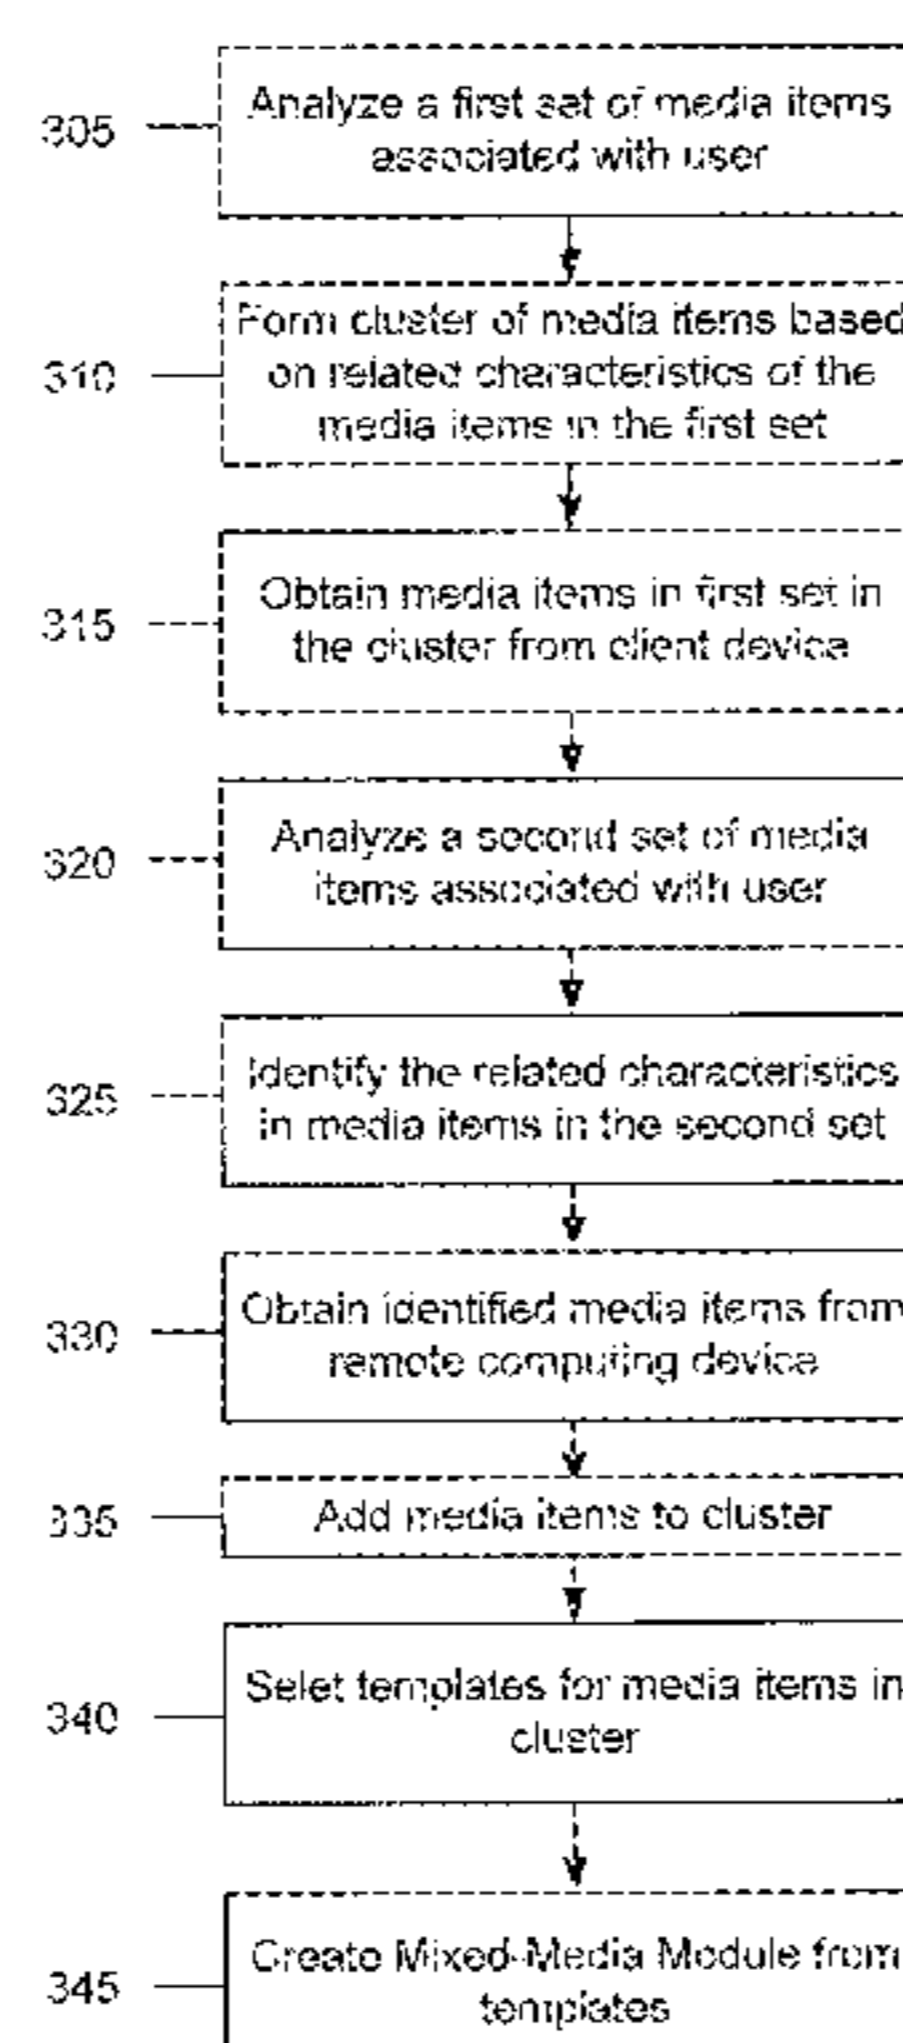 305
Analyze a first set of media items
associated with user
310
Form cluster of media items based
on related characteristics of the
media items in the first set
315
Obtain media items in first set in
the cluster from client device
320
Analyze a second set of media
items associated with user
325
Identify the related characteristics
in media items in the second set
330
Obtain identified media items from
remote computing device
335
Add media items to cluster
340
Selet templates for media items in
cluster
345
Create Mixed-Media Module from
templates